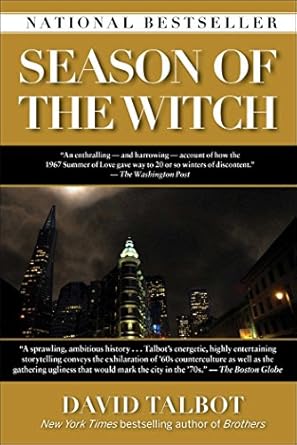 NATIONAL BESTSELLER
SEASON OF
THE WITCH
“An enthralling — and harrowing — account of how the
1967 Summer of Love gave way to 20 or so winters of discontent.”
— The Washington Post
“A sprawling, ambitious history . . . Talbot’s energetic, highly entertaining
storytelling conveys the exhilaration of ’60s counterculture as well as the
gathering ugliness that would mark the city in the ’70s.” — The Boston Globe
DAVID TALBOT
New York Times bestselling author of Brothers